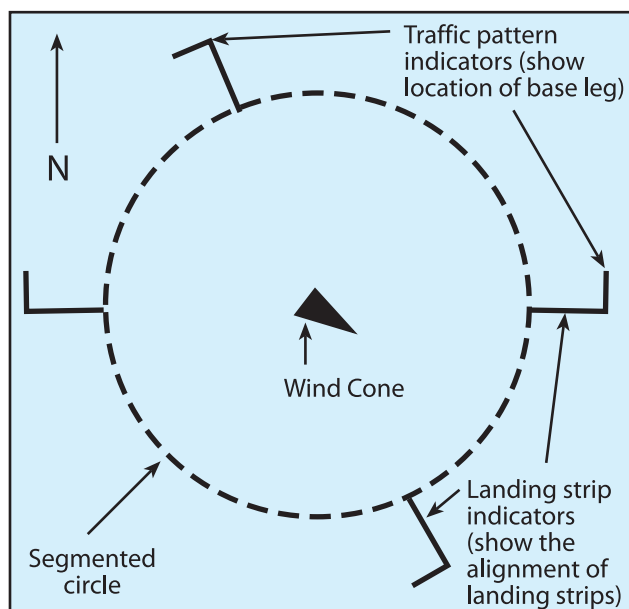 Traffic pattern
indicators (show
location of base leg)
N
Wind Cone
Landing strip
indicators
(show the
alignment of
landing strips)
Segmented
circle